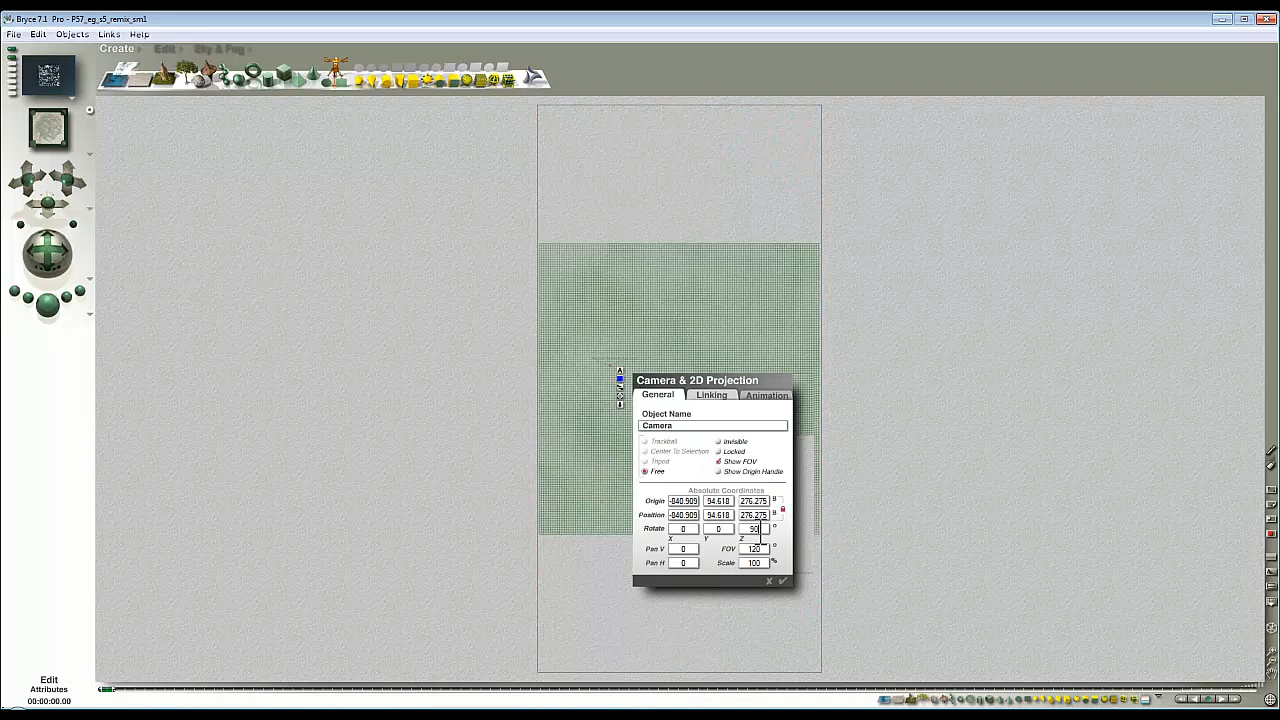 Bryce 7.1 Pro - P57_eg_s5_remix_sm1
File Edit Objects Links Help
Create Edit Sky & Fog
A
Camera & 2D Projection
General Linking Animation
Object Name
Camera
Trackball Invisible
Center To Selection Locked
Tripod Show FOV
Free Show Origin Handle
Absolute Coordinates
Origin -840.909 94.618 276.275 B
Position -840.909 94.618 276.275 B
Rotate 0 0 90 °
X Y Z
Pan V 0 FOV 120 °
Pan H 0 Scale 100 %
Edit
Attributes
00:00:00.00